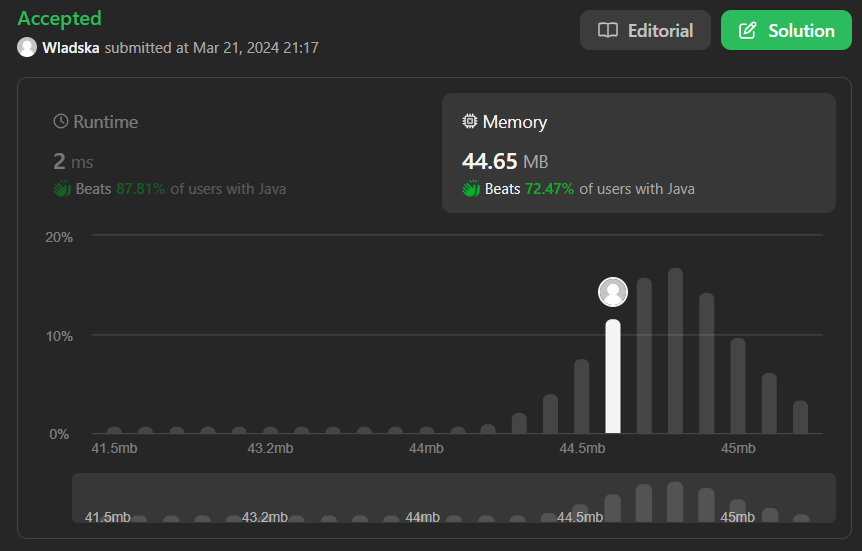 Accepted
Wladska submitted at Mar 21, 2024 21:17
Editorial
Solution
Runtime
2 ms
Beats 87.81% of users with Java
Memory
44.65 MB
Beats 72.47% of users with Java
20%
10%
0%
41.5mb 43.2mb 44mb 44.5mb 45mb
41.5mb 43.2mb 44mb 44.5mb 45mb